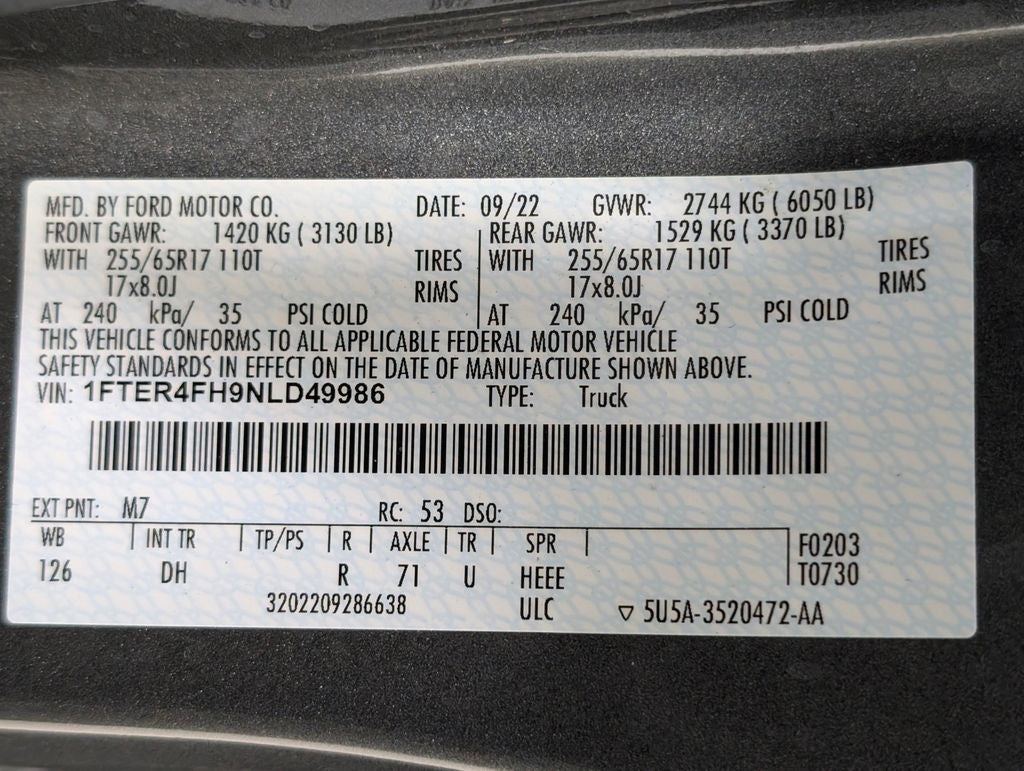 MFD. BY FORD MOTOR CO. DATE: 09/22 GVWR: 2744 KG ( 6050 LB)
FRONT GAWR: 1420 KG ( 3130 LB) REAR GAWR: 1529 KG ( 3370 LB)
WITH 255/65R17 110T TIRES WITH 255/65R17 110T TIRES
17x8.0J RIMS 17x8.0J RIMS
AT 240 kPa/ 35 PSI COLD AT 240 kPa/ 35 PSI COLD
THIS VEHICLE CONFORMS TO ALL APPLICABLE FEDERAL MOTOR VEHICLE
SAFETY STANDARDS IN EFFECT ON THE DATE OF MANUFACTURE SHOWN ABOVE.
VIN: 1FTER4FH9NLD49986 TYPE: Truck
EXT PNT: M7 RC: 53 DSO:
WB INT TR TP/PS R AXLE TR SPR F0203
126 DH R 71 U HEEE T0730
3202209286638 ULC ▽ 5U5A-3520472-AA